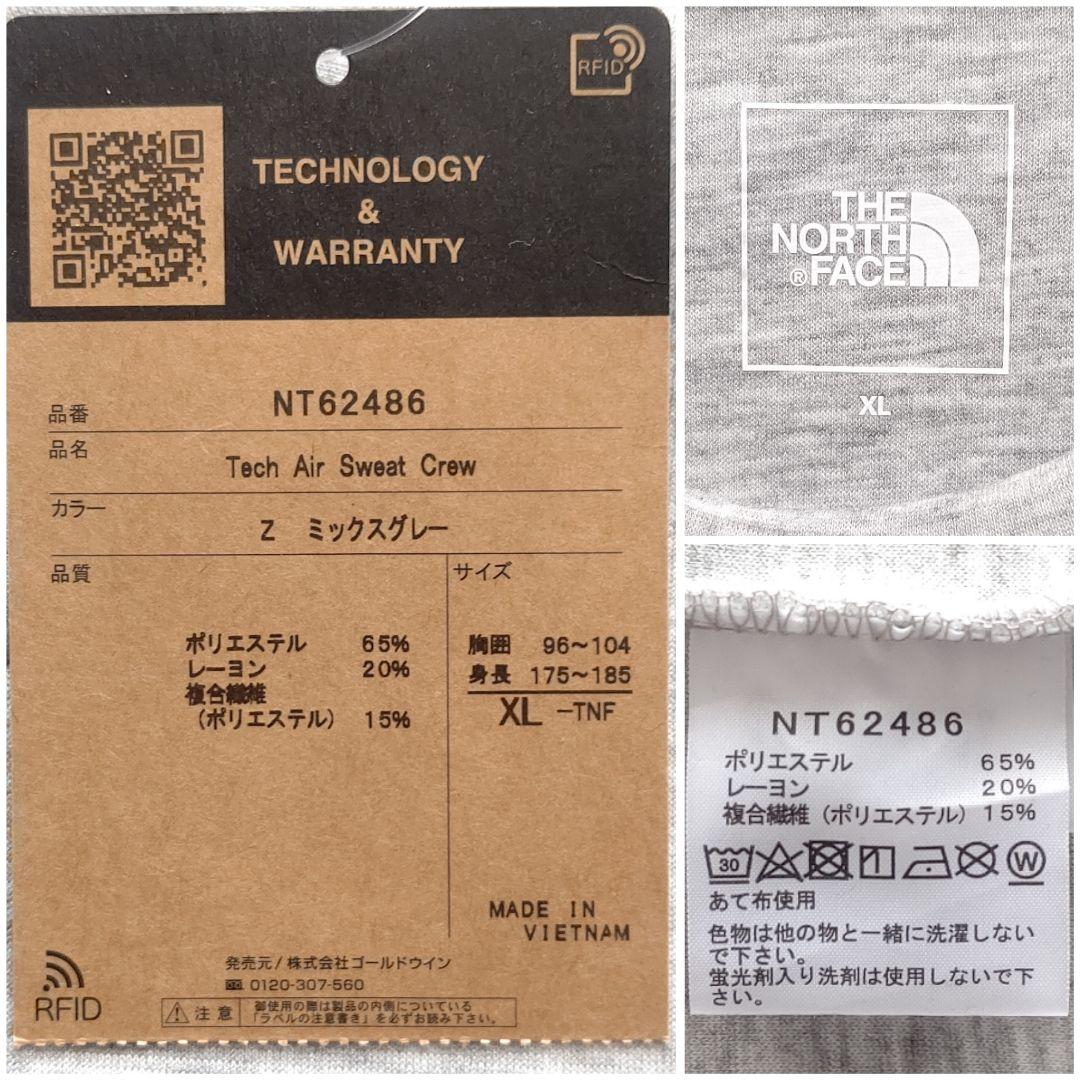 RFID
TECHNOLOGY
&
WARRANTY
品番 NT62486
品名 Tech Air Sweat Crew
カラー Z ミックスグレー
品質
ポリエステル 65%
レーヨン 20%
複合繊維
(ポリエステル) 15%
サイズ
胸囲 96～104
身長 175～185
XL -TNF
MADE IN
VIETNAM
RFID
発売元/株式会社ゴールドウイン
0120-307-560
注意
御使用の際は製品の内側についている
「ラベルの注意書き」を必ずお読み下さい。
THE
NORTH
®FACE
XL
NT62486
ポリエステル 65%
レーヨン 20%
複合繊維(ポリエステル) 15%
30 W
あて布使用
色物は他の物と一緒に洗濯しない
で下さい。
蛍光剤入り洗剤は使用しないで下
さい。